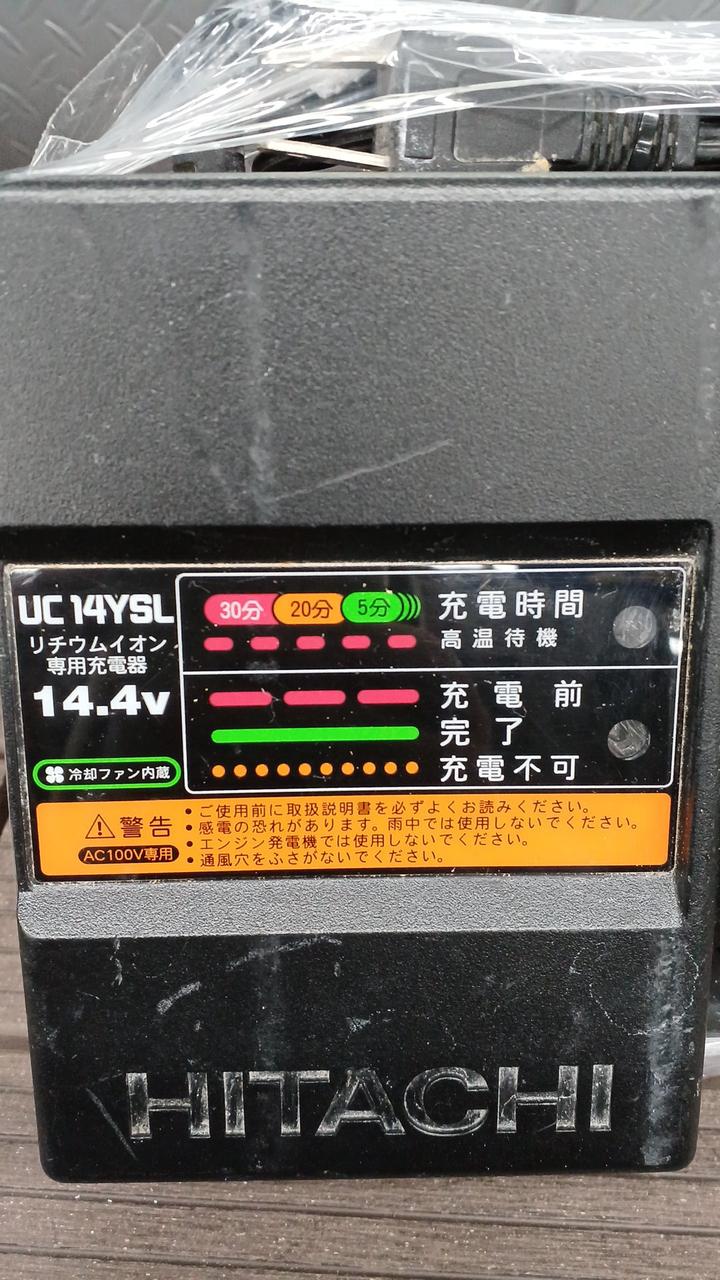 UC14YSL
リチウムイオン
専用充電器
14.4v
冷却ファン内蔵
30分 20分 5分 充電時間
高温待機
充電前
完了
充電不可
警告
AC100V専用
・ご使用前に取扱説明書を必ずよくお読みください。
・感電の恐れがあります。雨中では使用しないでください。
・エンジン発電機では使用しないでください。
・通風穴をふさがないでください。
HITACHI